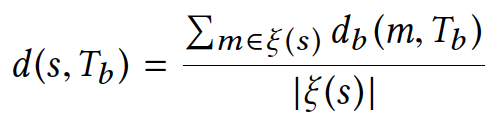 d(s, T_b) = \frac{\sum_{m \in \xi(s)} d_b(m, T_b)}{|\xi(s)|}